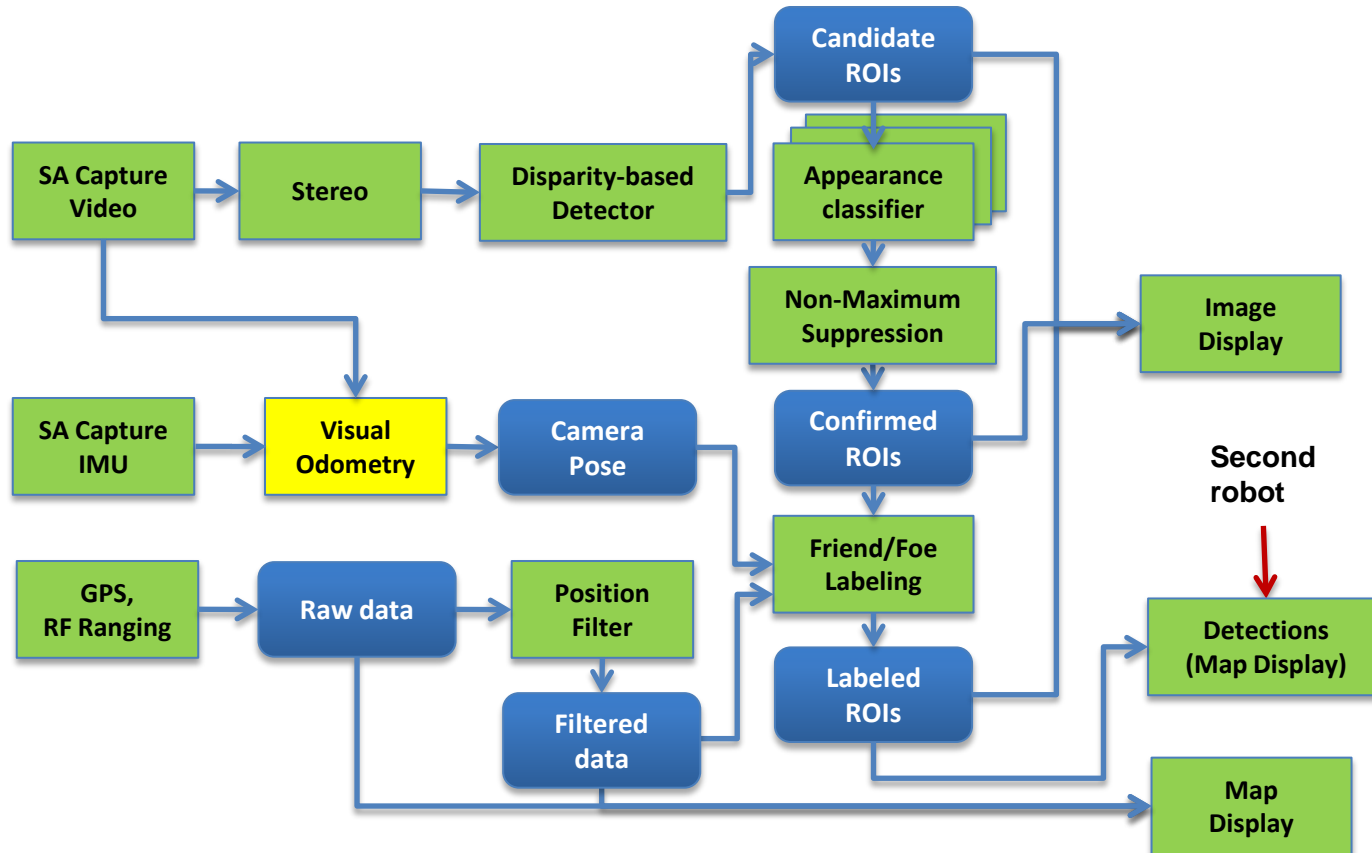 Candidate
ROIs
SA Capture
Video
Stereo
Disparity-based
Detector
Appearance
classifier
Non-Maximum
Suppression
Image
Display
SA Capture
IMU
Visual
Odometry
Camera
Pose
Confirmed
ROIs
Second
robot
GPS,
RF Ranging
Raw data
Position
Filter
Friend/Foe
Labeling
Detections
(Map Display)
Filtered
data
Labeled
ROIs
Map
Display